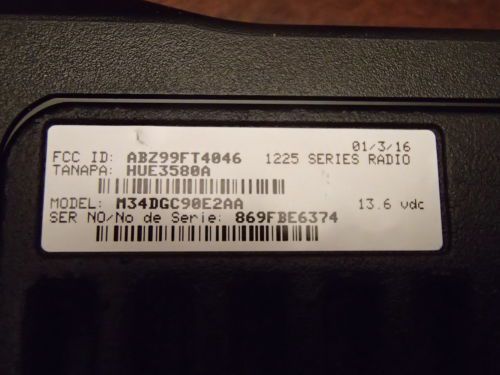 01/3/16
FCC ID: ABZ99FT4046 1225 SERIES RADIO
TANAPA: HUE3580A
MODEL: M34DGC90E2AA 13.6 vdc
SER NO/No de Serie: 869FBE6374